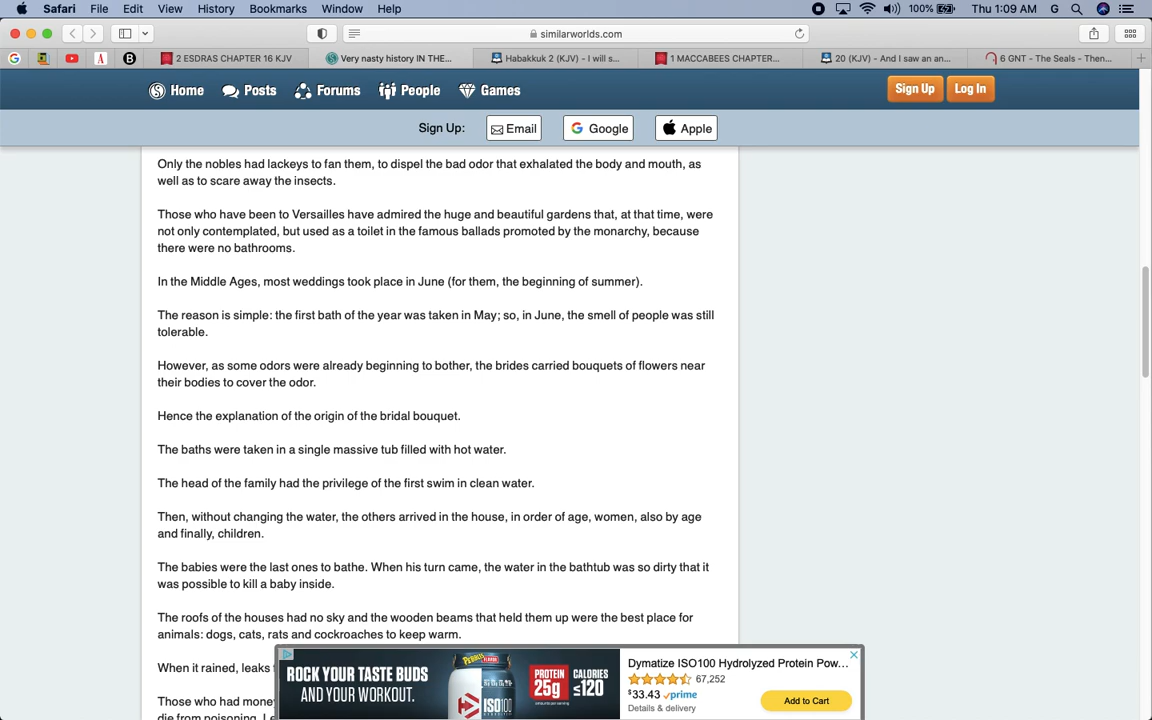 Safari File Edit View History Bookmarks Window Help 100% Thu 1:09 AM G
similarworlds.com
2 ESDRAS CHAPTER 16 KJV Very nasty history IN THE... Habakkuk 2 (KJV) - I will s... 1 MACCABEES CHAPTER... 20 (KJV) - And I saw an an... 6 GNT - The Seals - Then...
Home Posts Forums People Games Sign Up Log In
Sign Up: Email Google Apple
Only the nobles had lackeys to fan them, to dispel the bad odor that exhalated the body and mouth, as
well as to scare away the insects.
Those who have been to Versailles have admired the huge and beautiful gardens that, at that time, were
not only contemplated, but used as a toilet in the famous ballads promoted by the monarchy, because
there were no bathrooms.
In the Middle Ages, most weddings took place in June (for them, the beginning of summer).
The reason is simple: the first bath of the year was taken in May; so, in June, the smell of people was still
tolerable.
However, as some odors were already beginning to bother, the brides carried bouquets of flowers near
their bodies to cover the odor.
Hence the explanation of the origin of the bridal bouquet.
The baths were taken in a single massive tub filled with hot water.
The head of the family had the privilege of the first swim in clean water.
Then, without changing the water, the others arrived in the house, in order of age, women, also by age
and finally, children.
The babies were the last ones to bathe. When his turn came, the water in the bathtub was so dirty that it
was possible to kill a baby inside.
The roofs of the houses had no sky and the wooden beams that held them up were the best place for
animals: dogs, cats, rats and cockroaches to keep warm.
When it rained, leaks
Those who had money
die from poisoning.
ROCK YOUR TASTE BUDS
AND YOUR WORKOUT.
PEBBLES
ISO100
PROTEIN
25g
CALORIES
≤120
Dymatize ISO100 Hydrolyzed Protein Pow...
67,252
$33.43 prime
Details & delivery
Add to Cart